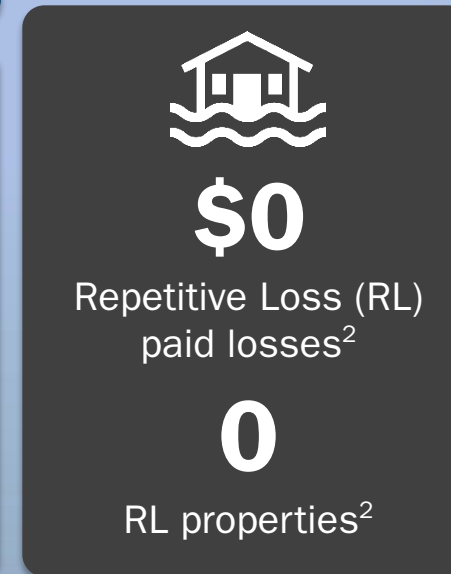 $0
Repetitive Loss (RL)
paid losses²
0
RL properties²